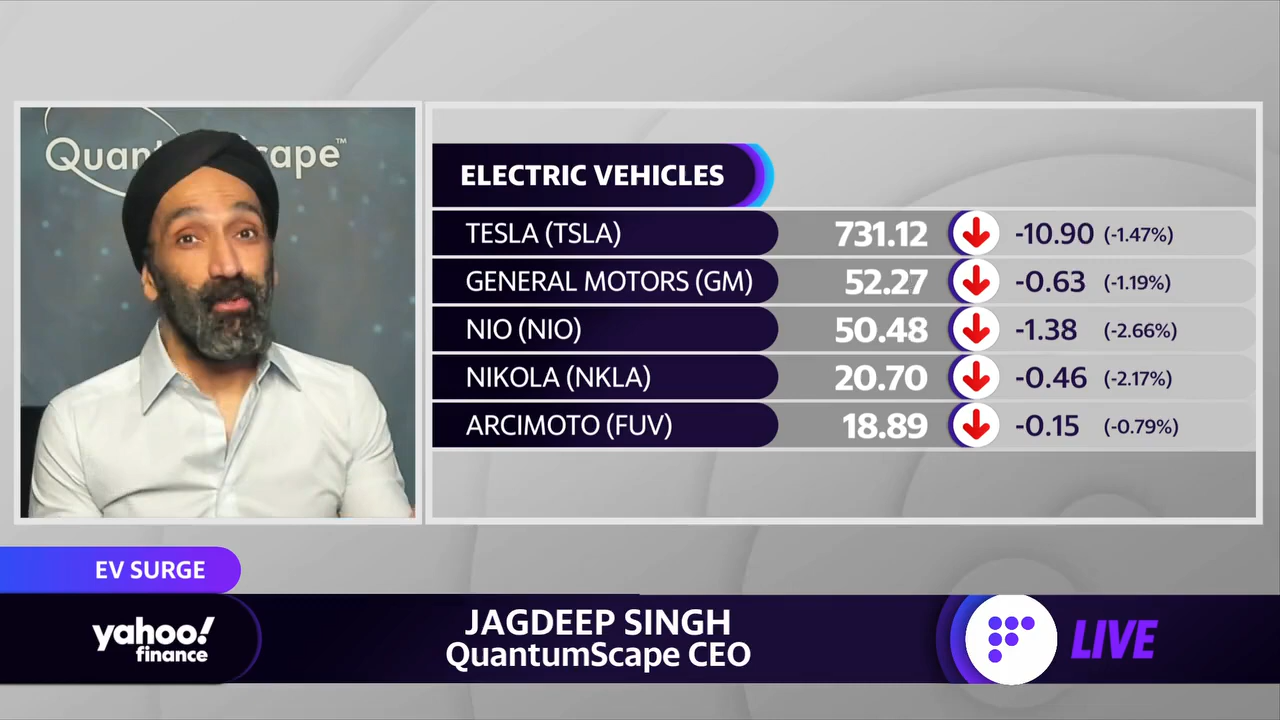 Quan cape™
ELECTRIC VEHICLES
TESLA (TSLA) 731.12 -10.90 (-1.47%)
GENERAL MOTORS (GM) 52.27 -0.63 (-1.19%)
NIO (NIO) 50.48 -1.38 (-2.66%)
NIKOLA (NKLA) 20.70 -0.46 (-2.17%)
ARCIMOTO (FUV) 18.89 -0.15 (-0.79%)
EV SURGE
yahoo!
finance
JAGDEEP SINGH
QuantumScape CEO
LIVE